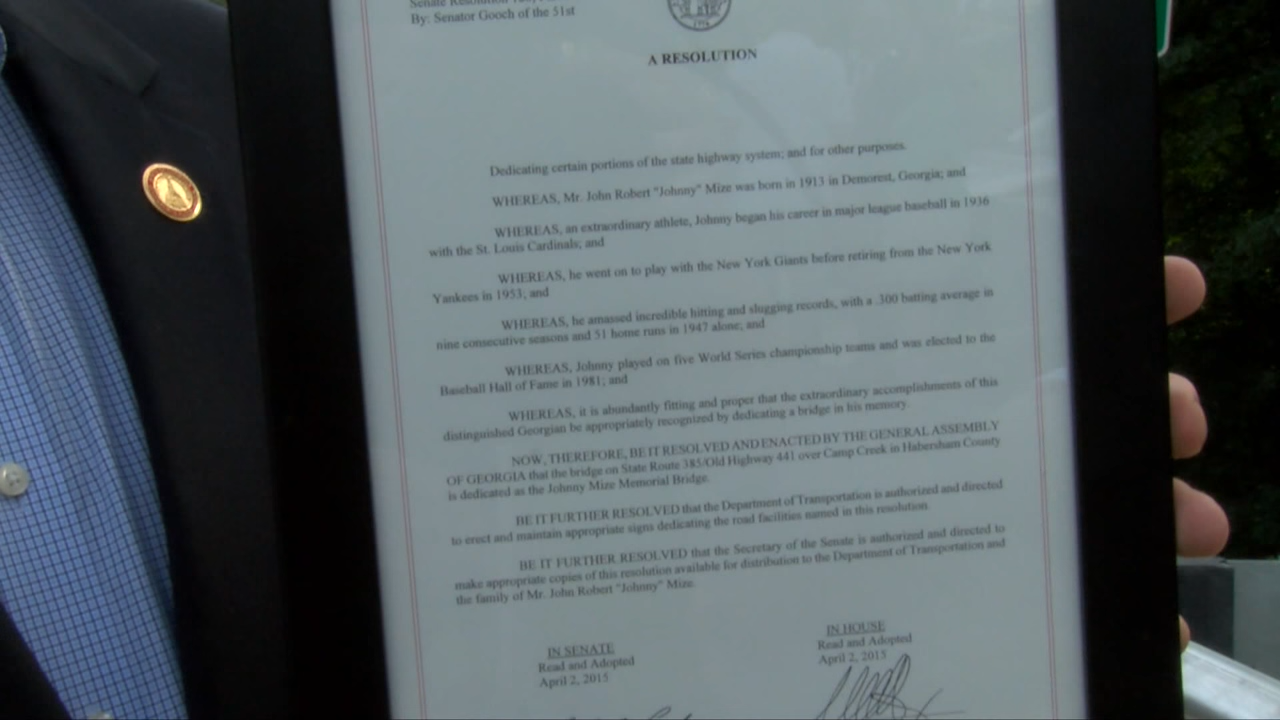 Senate Resolution
By: Senator Gooch of the 51st
A RESOLUTION
Dedicating certain portions of the state highway system; and for other purposes.
WHEREAS, Mr. John Robert "Johnny" Mize was born in 1913 in Demorest, Georgia; and
WHEREAS, an extraordinary athlete, Johnny began his career in major league baseball in 1936
with the St. Louis Cardinals; and
WHEREAS, he went on to play with the New York Giants before retiring from the New York
Yankees in 1953; and
WHEREAS, he amassed incredible hitting and slugging records, with a .300 batting average in
nine consecutive seasons and 51 home runs in 1947 alone; and
WHEREAS, Johnny played on five World Series championship teams and was elected to the
Baseball Hall of Fame in 1981; and
WHEREAS, it is abundantly fitting and proper that the extraordinary accomplishments of this
distinguished Georgian be appropriately recognized by dedicating a bridge in his memory.
NOW, THEREFORE, BE IT RESOLVED AND ENACTED BY THE GENERAL ASSEMBLY
OF GEORGIA that the bridge on State Route 385/Old Highway 441 over Camp Creek in Habersham County
is dedicated as the Johnny Mize Memorial Bridge.
BE IT FURTHER RESOLVED that the Department of Transportation is authorized and directed
to erect and maintain appropriate signs dedicating the road facilities named in this resolution.
BE IT FURTHER RESOLVED that the Secretary of the Senate is authorized and directed to
make appropriate copies of this resolution available for distribution to the Department of Transportation and
the family of Mr. John Robert "Johnny" Mize.
IN SENATE
Read and Adopted
April 2, 2015
IN HOUSE
Read and Adopted
April 2, 2015